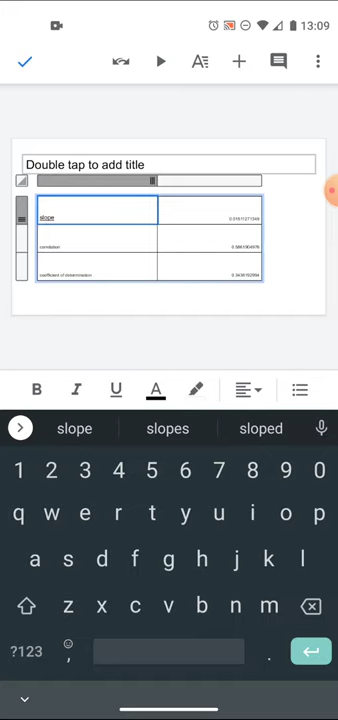 13:09
Double tap to add title
slope
correlation
coefficient of determination
B I U A
slope slopes sloped
1 2 3 4 5 6 7 8 9 0
q w e r t y u i o p
a s d f g h j k l
z x c v b n m
?123 , .